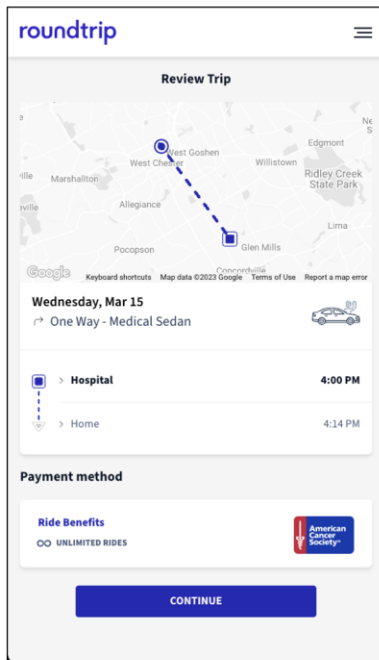 roundtrip
Review Trip
West Goshen
West Chester
Edgmont
Willistown
Ridley Creek
State Park
Marshallton
Allegiance
Lima
Pocopson
Glen Mills
Concordville
Google
Keyboard shortcuts Map data ©2023 Google Terms of Use Report a map error
Wednesday, Mar 15
One Way - Medical Sedan
Hospital 4:00 PM
Home 4:14 PM
Payment method
Ride Benefits
UNLIMITED RIDES
American
Cancer
Society
CONTINUE